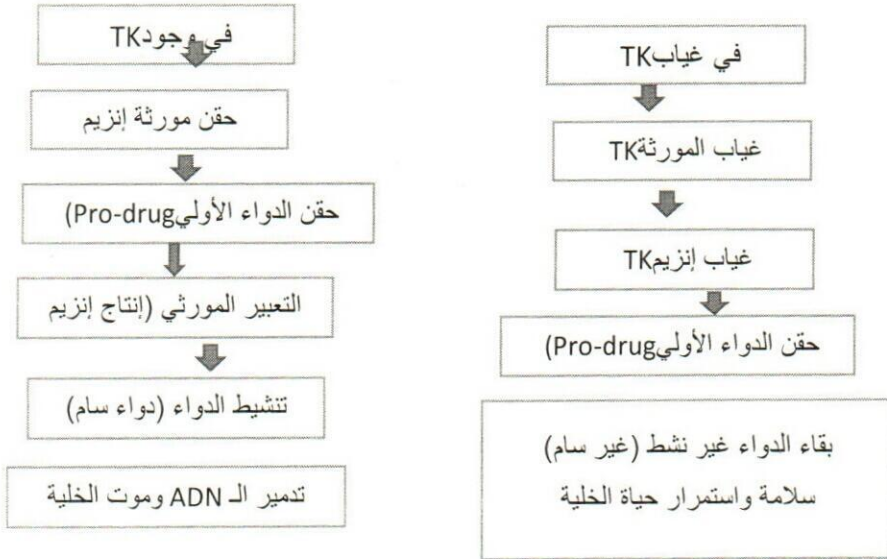 في وجودTK
حقن مورثة إنزيم
حقن الدواء الأوليPro-drug)
التعبير المورثي (إنتاج إنزيم
تنشيط الدواء (دواء سام)
تدمير الـ ADN وموت الخلية
في غيابTK
غياب المورثةTK
غياب إنزيمTK
حقن الدواء الأوليPro-drug)
بقاء الدواء غير نشط (غير سام)
سلامة واستمرار حياة الخلية